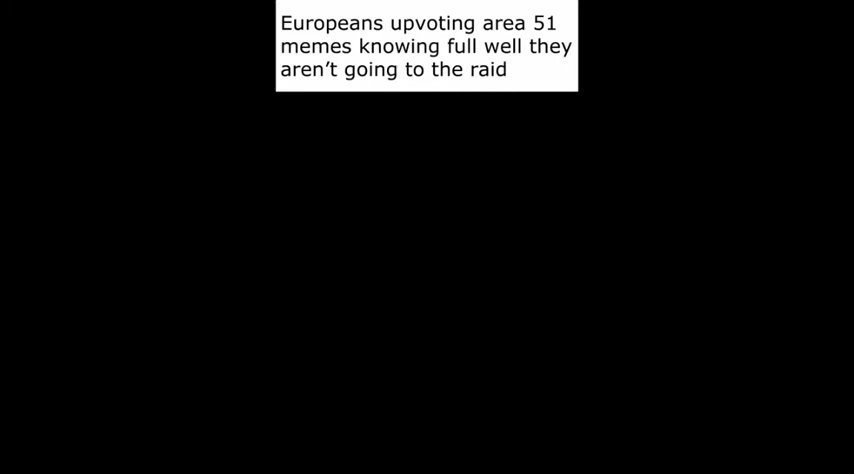 Europeans upvoting area 51
memes knowing full well they
aren’t going to the raid